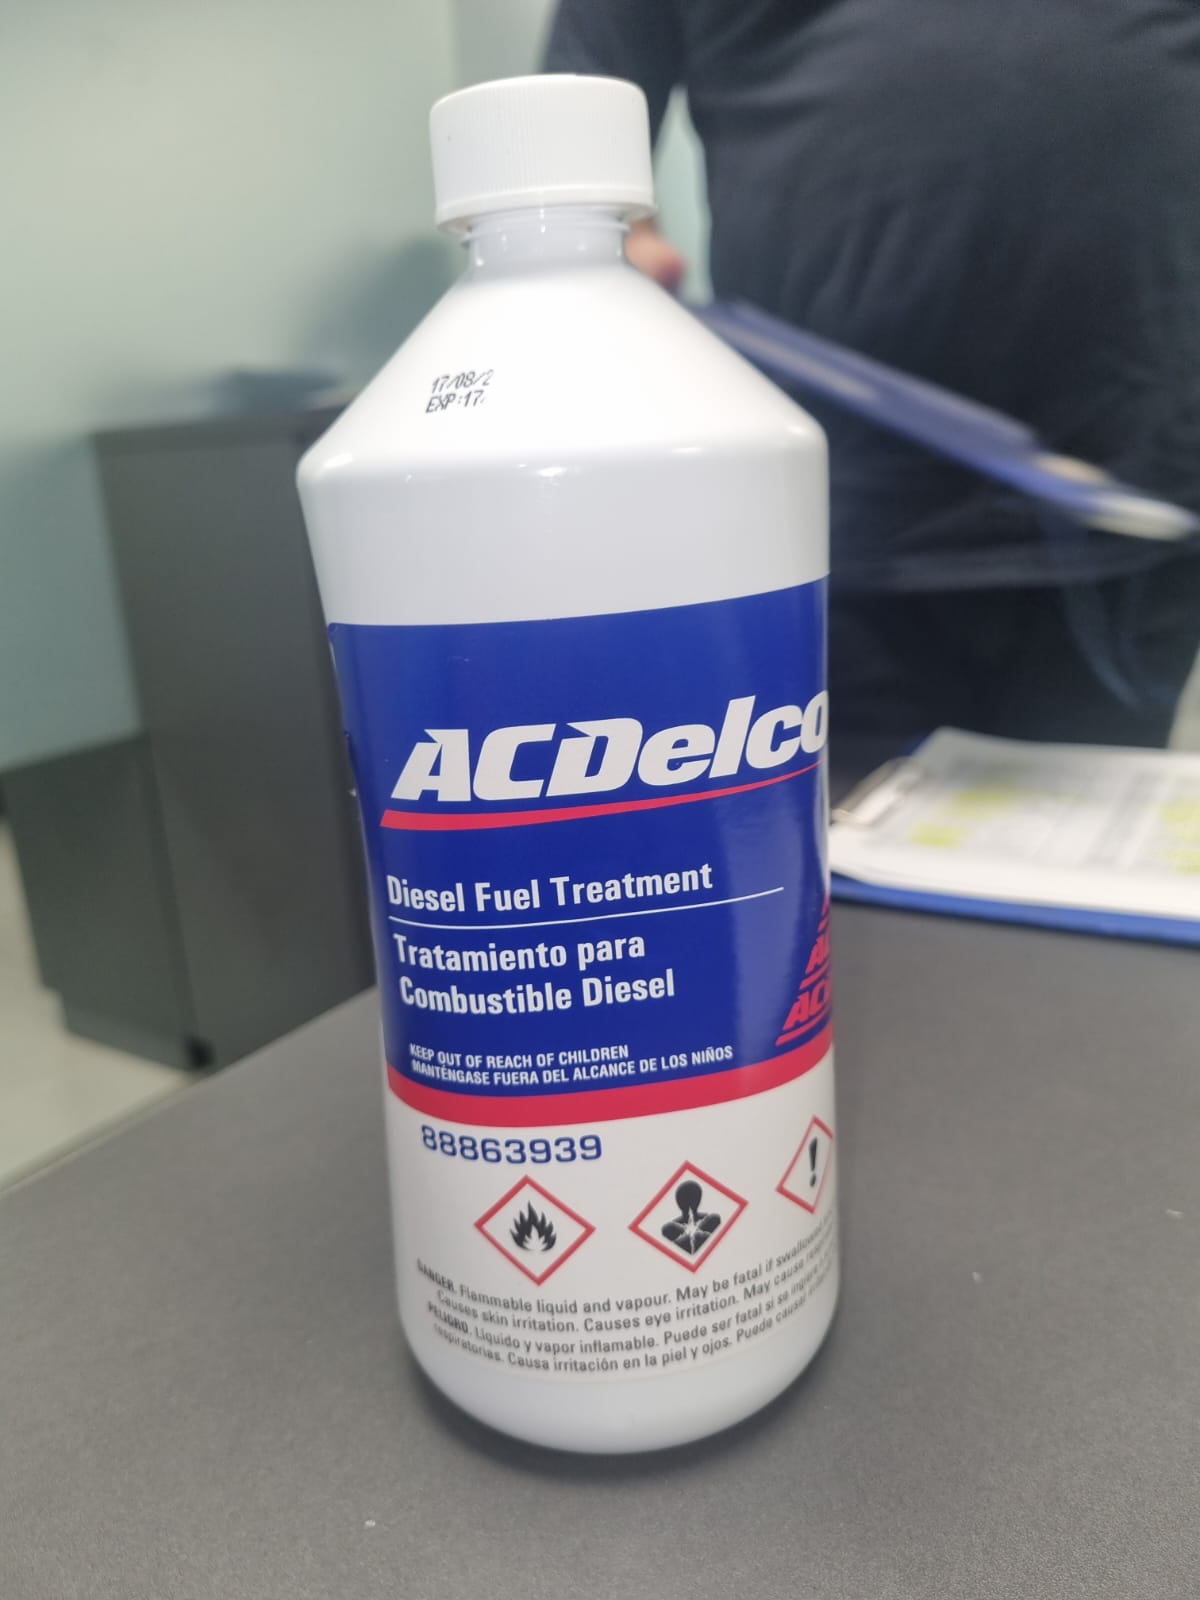 17/08/2
EXP:17
ACDelco
Diesel Fuel Treatment
Tratamiento para
Combustible Diesel
KEEP OUT OF REACH OF CHILDREN
MANTÉNGASE FUERA DEL ALCANCE DE LOS NIÑOS
88863939
DANGER. Flammable liquid and vapour. May be fatal if swallowed
Causes skin irritation. Causes eye irritation. May cause
PELIGRO. Líquido y vapor inflamable. Puede ser fatal si se ingiere
respiratorias. Causa irritación en la piel y ojos. Puede causar